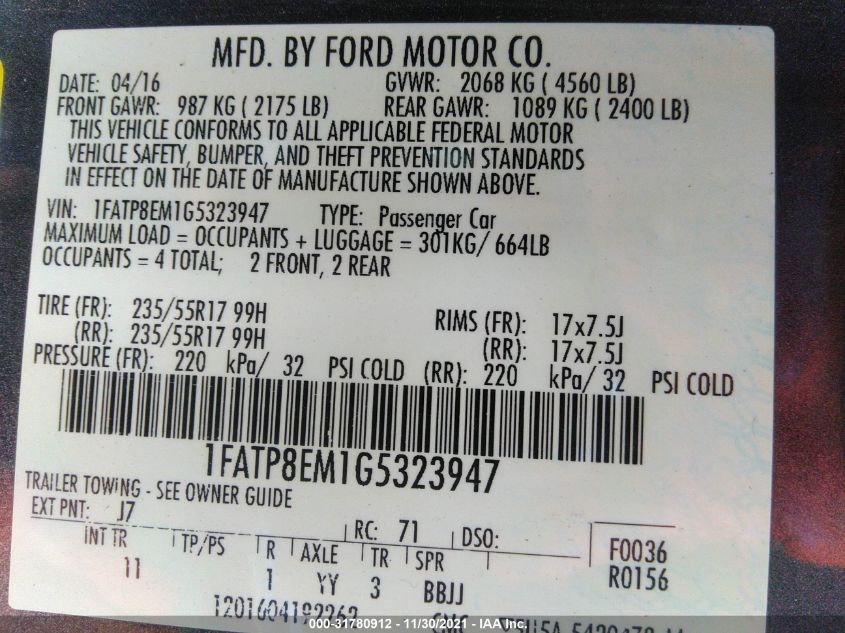 MFD. BY FORD MOTOR CO.
DATE: 04/16 GVWR: 2068 KG ( 4560 LB)
FRONT GAWR: 987 KG ( 2175 LB) REAR GAWR: 1089 KG ( 2400 LB)
THIS VEHICLE CONFORMS TO ALL APPLICABLE FEDERAL MOTOR
VEHICLE SAFETY, BUMPER, AND THEFT PREVENTION STANDARDS
IN EFFECT ON THE DATE OF MANUFACTURE SHOWN ABOVE.
VIN: 1FATP8EM1G5323947 TYPE: Passenger Car
MAXIMUM LOAD = OCCUPANTS + LUGGAGE = 301KG/ 664LB
OCCUPANTS = 4 TOTAL; 2 FRONT, 2 REAR
TIRE (FR): 235/55R17 99H RIMS (FR): 17x7.5J
(RR): 235/55R17 99H (RR): 17x7.5J
PRESSURE (FR): 220 kPa/ 32 PSI COLD (RR): 220 kPa/ 32 PSI COLD
1FATP8EM1G5323947
TRAILER TOWING - SEE OWNER GUIDE
EXT PNT: J7 RC: 71 DSO:
INT TR TP/PS R AXLE TR SPR F0036
11 1 YY 3 BBJJ R0156
000-31780912 - 11/30/2021 - IAA Inc.